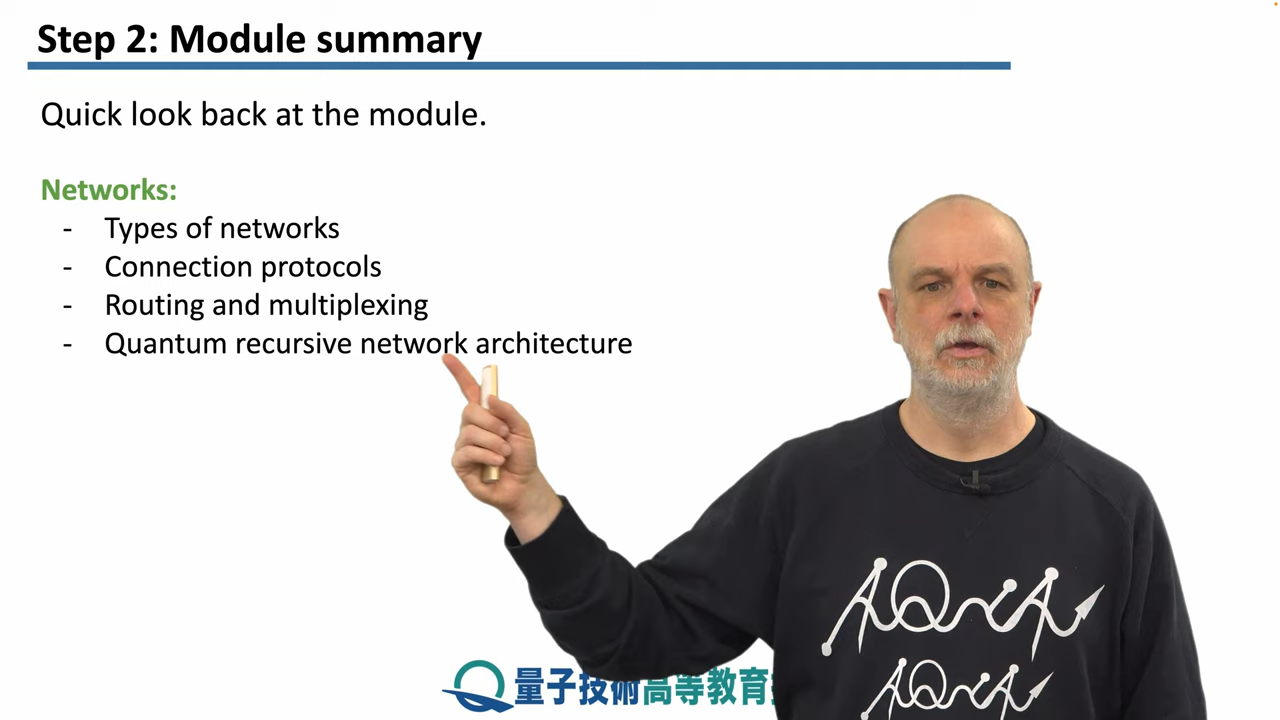 Step 2: Module summary
Quick look back at the module.
Networks:
- Types of networks
- Connection protocols
- Routing and multiplexing
- Quantum recursive network architecture
量子技術高等教育